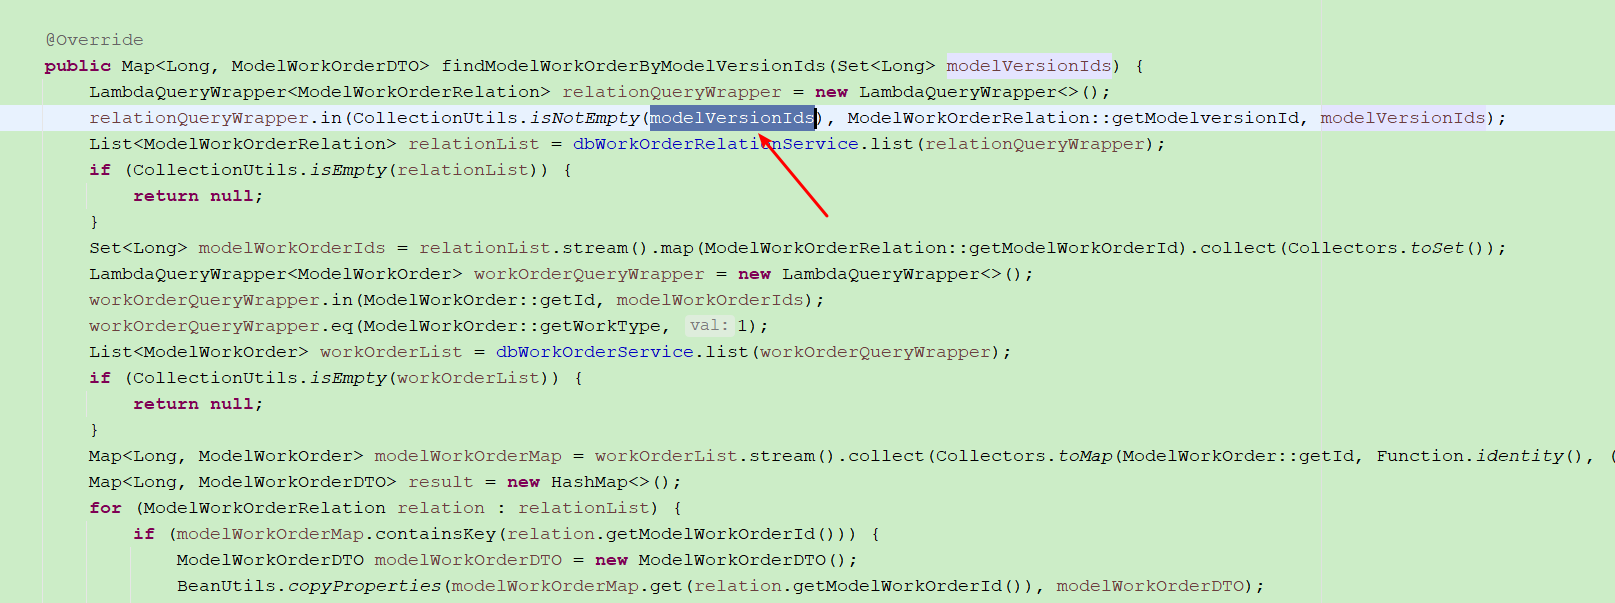 @Override
public Map<Long, ModelWorkOrderDTO> findModelWorkOrderByModelVersionIds(Set<Long> modelVersionIds) {
LambdaQueryWrapper<ModelWorkOrderRelation> relationQueryWrapper = new LambdaQueryWrapper<>();
relationQueryWrapper.in(CollectionUtils.isNotEmpty(modelVersionIds), ModelWorkOrderRelation::getModelversionId, modelVersionIds);
List<ModelWorkOrderRelation> relationList = dbWorkOrderRelationService.list(relationQueryWrapper);
if (CollectionUtils.isEmpty(relationList)) {
return null;
}
Set<Long> modelWorkOrderIds = relationList.stream().map(ModelWorkOrderRelation::getModelWorkOrderId).collect(Collectors.toSet());
LambdaQueryWrapper<ModelWorkOrder> workOrderQueryWrapper = new LambdaQueryWrapper<>();
workOrderQueryWrapper.in(ModelWorkOrder::getId, modelWorkOrderIds);
workOrderQueryWrapper.eq(ModelWorkOrder::getWorkType, val: 1);
List<ModelWorkOrder> workOrderList = dbWorkOrderService.list(workOrderQueryWrapper);
if (CollectionUtils.isEmpty(workOrderList)) {
return null;
}
Map<Long, ModelWorkOrder> modelWorkOrderMap = workOrderList.stream().collect(Collectors.toMap(ModelWorkOrder::getId, Function.identity(), (
Map<Long, ModelWorkOrderDTO> result = new HashMap<>();
for (ModelWorkOrderRelation relation : relationList) {
if (modelWorkOrderMap.containsKey(relation.getModelWorkOrderId())) {
ModelWorkOrderDTO modelWorkOrderDTO = new ModelWorkOrderDTO();
BeanUtils.copyProperties(modelWorkOrderMap.get(relation.getModelWorkOrderId()), modelWorkOrderDTO);